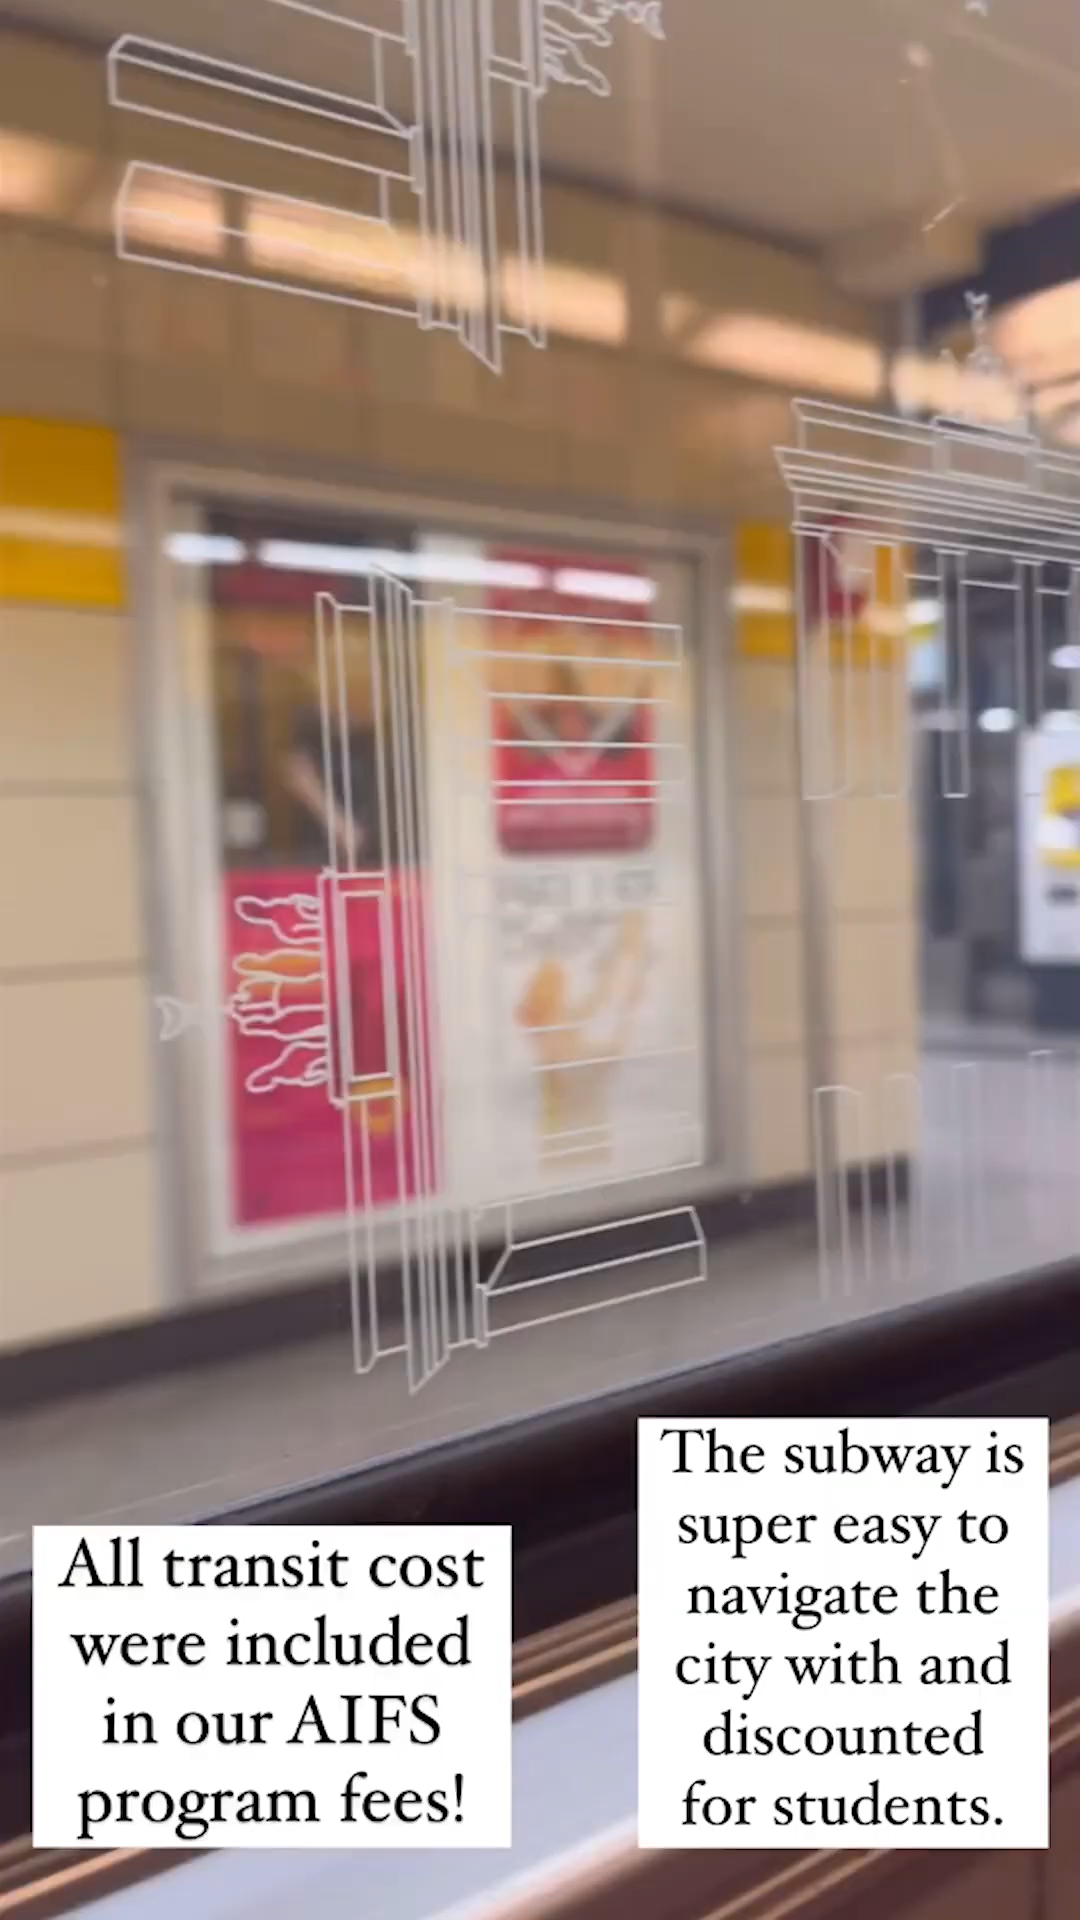 All transit cost
were included
in our AIFS
program fees!
The subway is
super easy to
navigate the
city with and
discounted
for students.